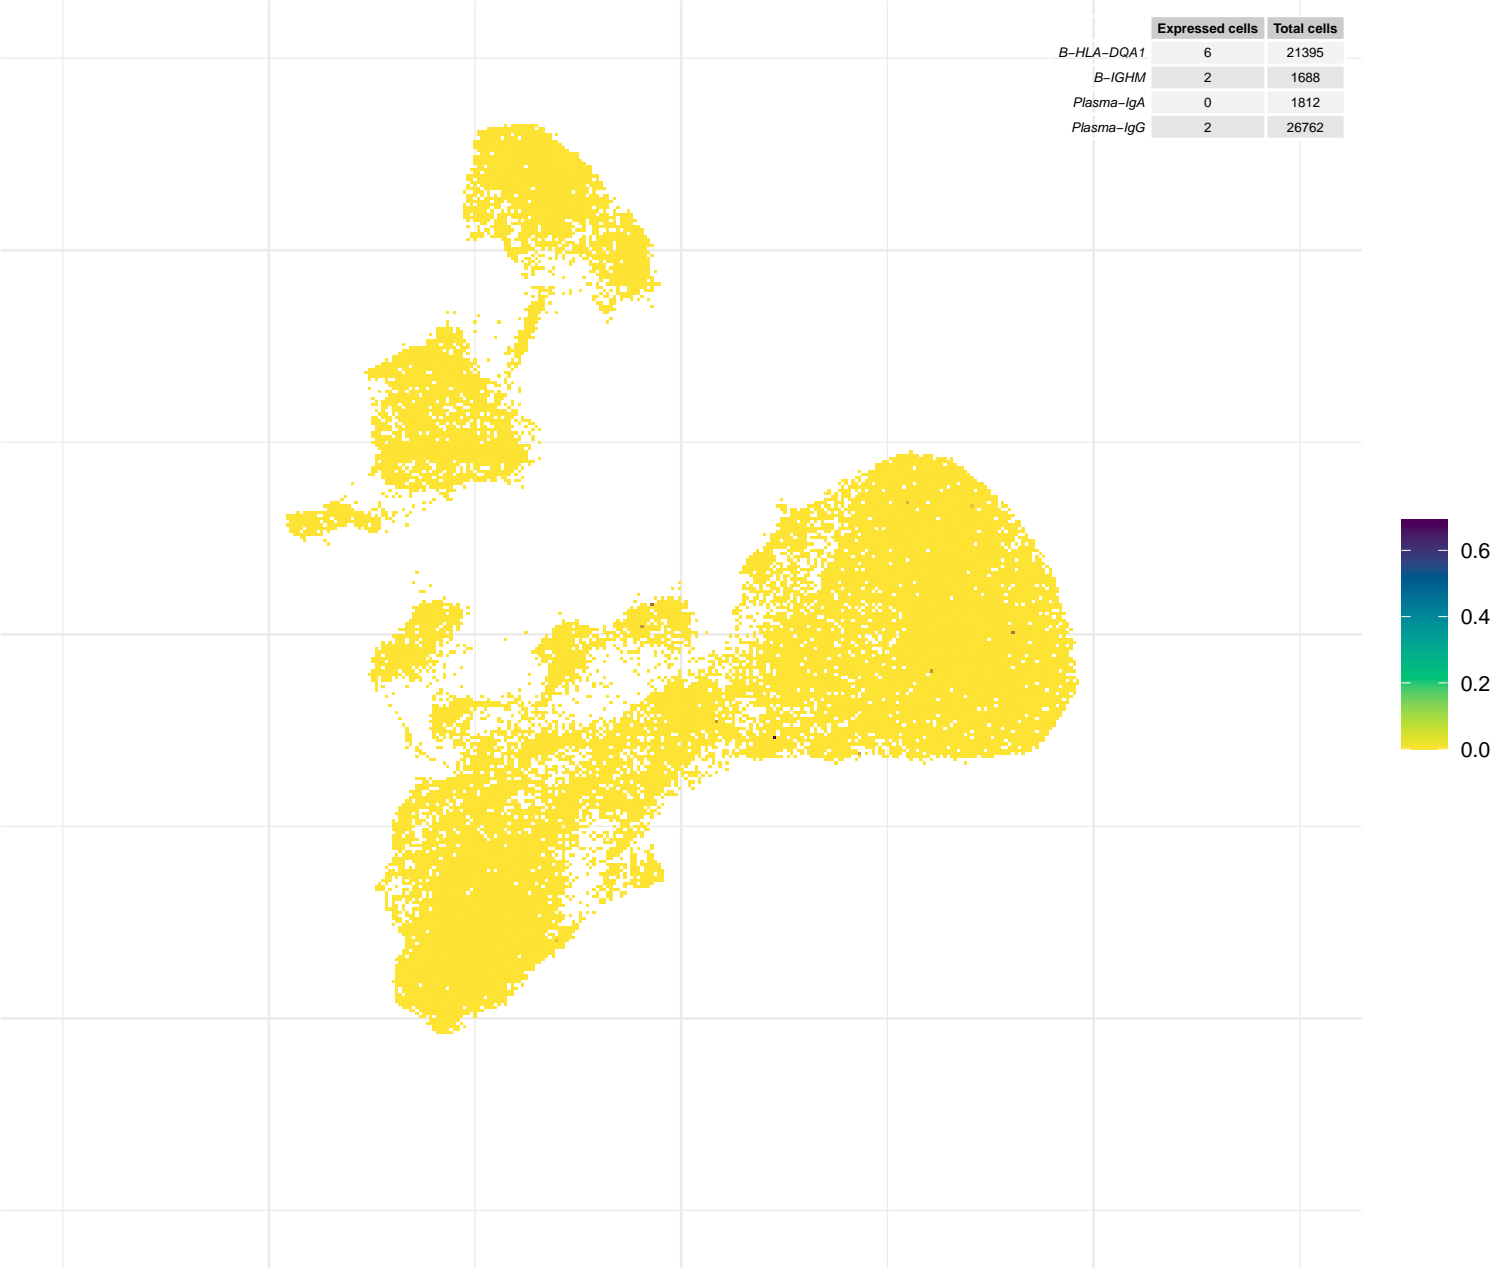 Expressed cells Total cells
B−HLA−DQA1 6 21395
B−IGHM 2 1688
Plasma−IgA 0 1812
Plasma−IgG 2 26762
0.6
0.4
0.2
0.0